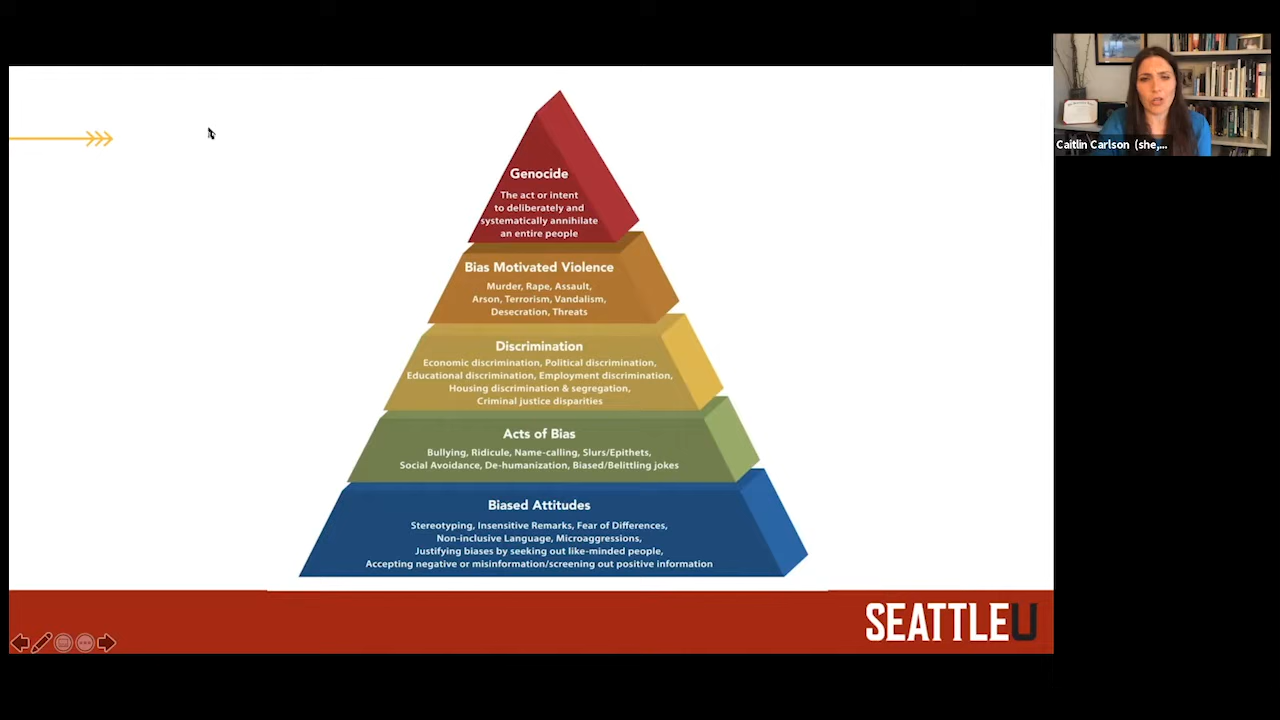 Genocide
The act or intent
to deliberately and
systematically annihilate
an entire people
Bias Motivated Violence
Murder, Rape, Assault,
Arson, Terrorism, Vandalism,
Desecration, Threats
Discrimination
Economic discrimination, Political discrimination,
Educational discrimination, Employment discrimination,
Housing discrimination & segregation,
Criminal justice disparities
Acts of Bias
Bullying, Ridicule, Name-calling, Slurs/Epithets,
Social Avoidance, De-humanization, Biased/Belittling jokes
Biased Attitudes
Stereotyping, Insensitive Remarks, Fear of Differences,
Non-inclusive Language, Microaggressions,
Justifying biases by seeking out like-minded people,
Accepting negative or misinformation/screening out positive information
SEATTLEU
Caitlin Carlson (she,...